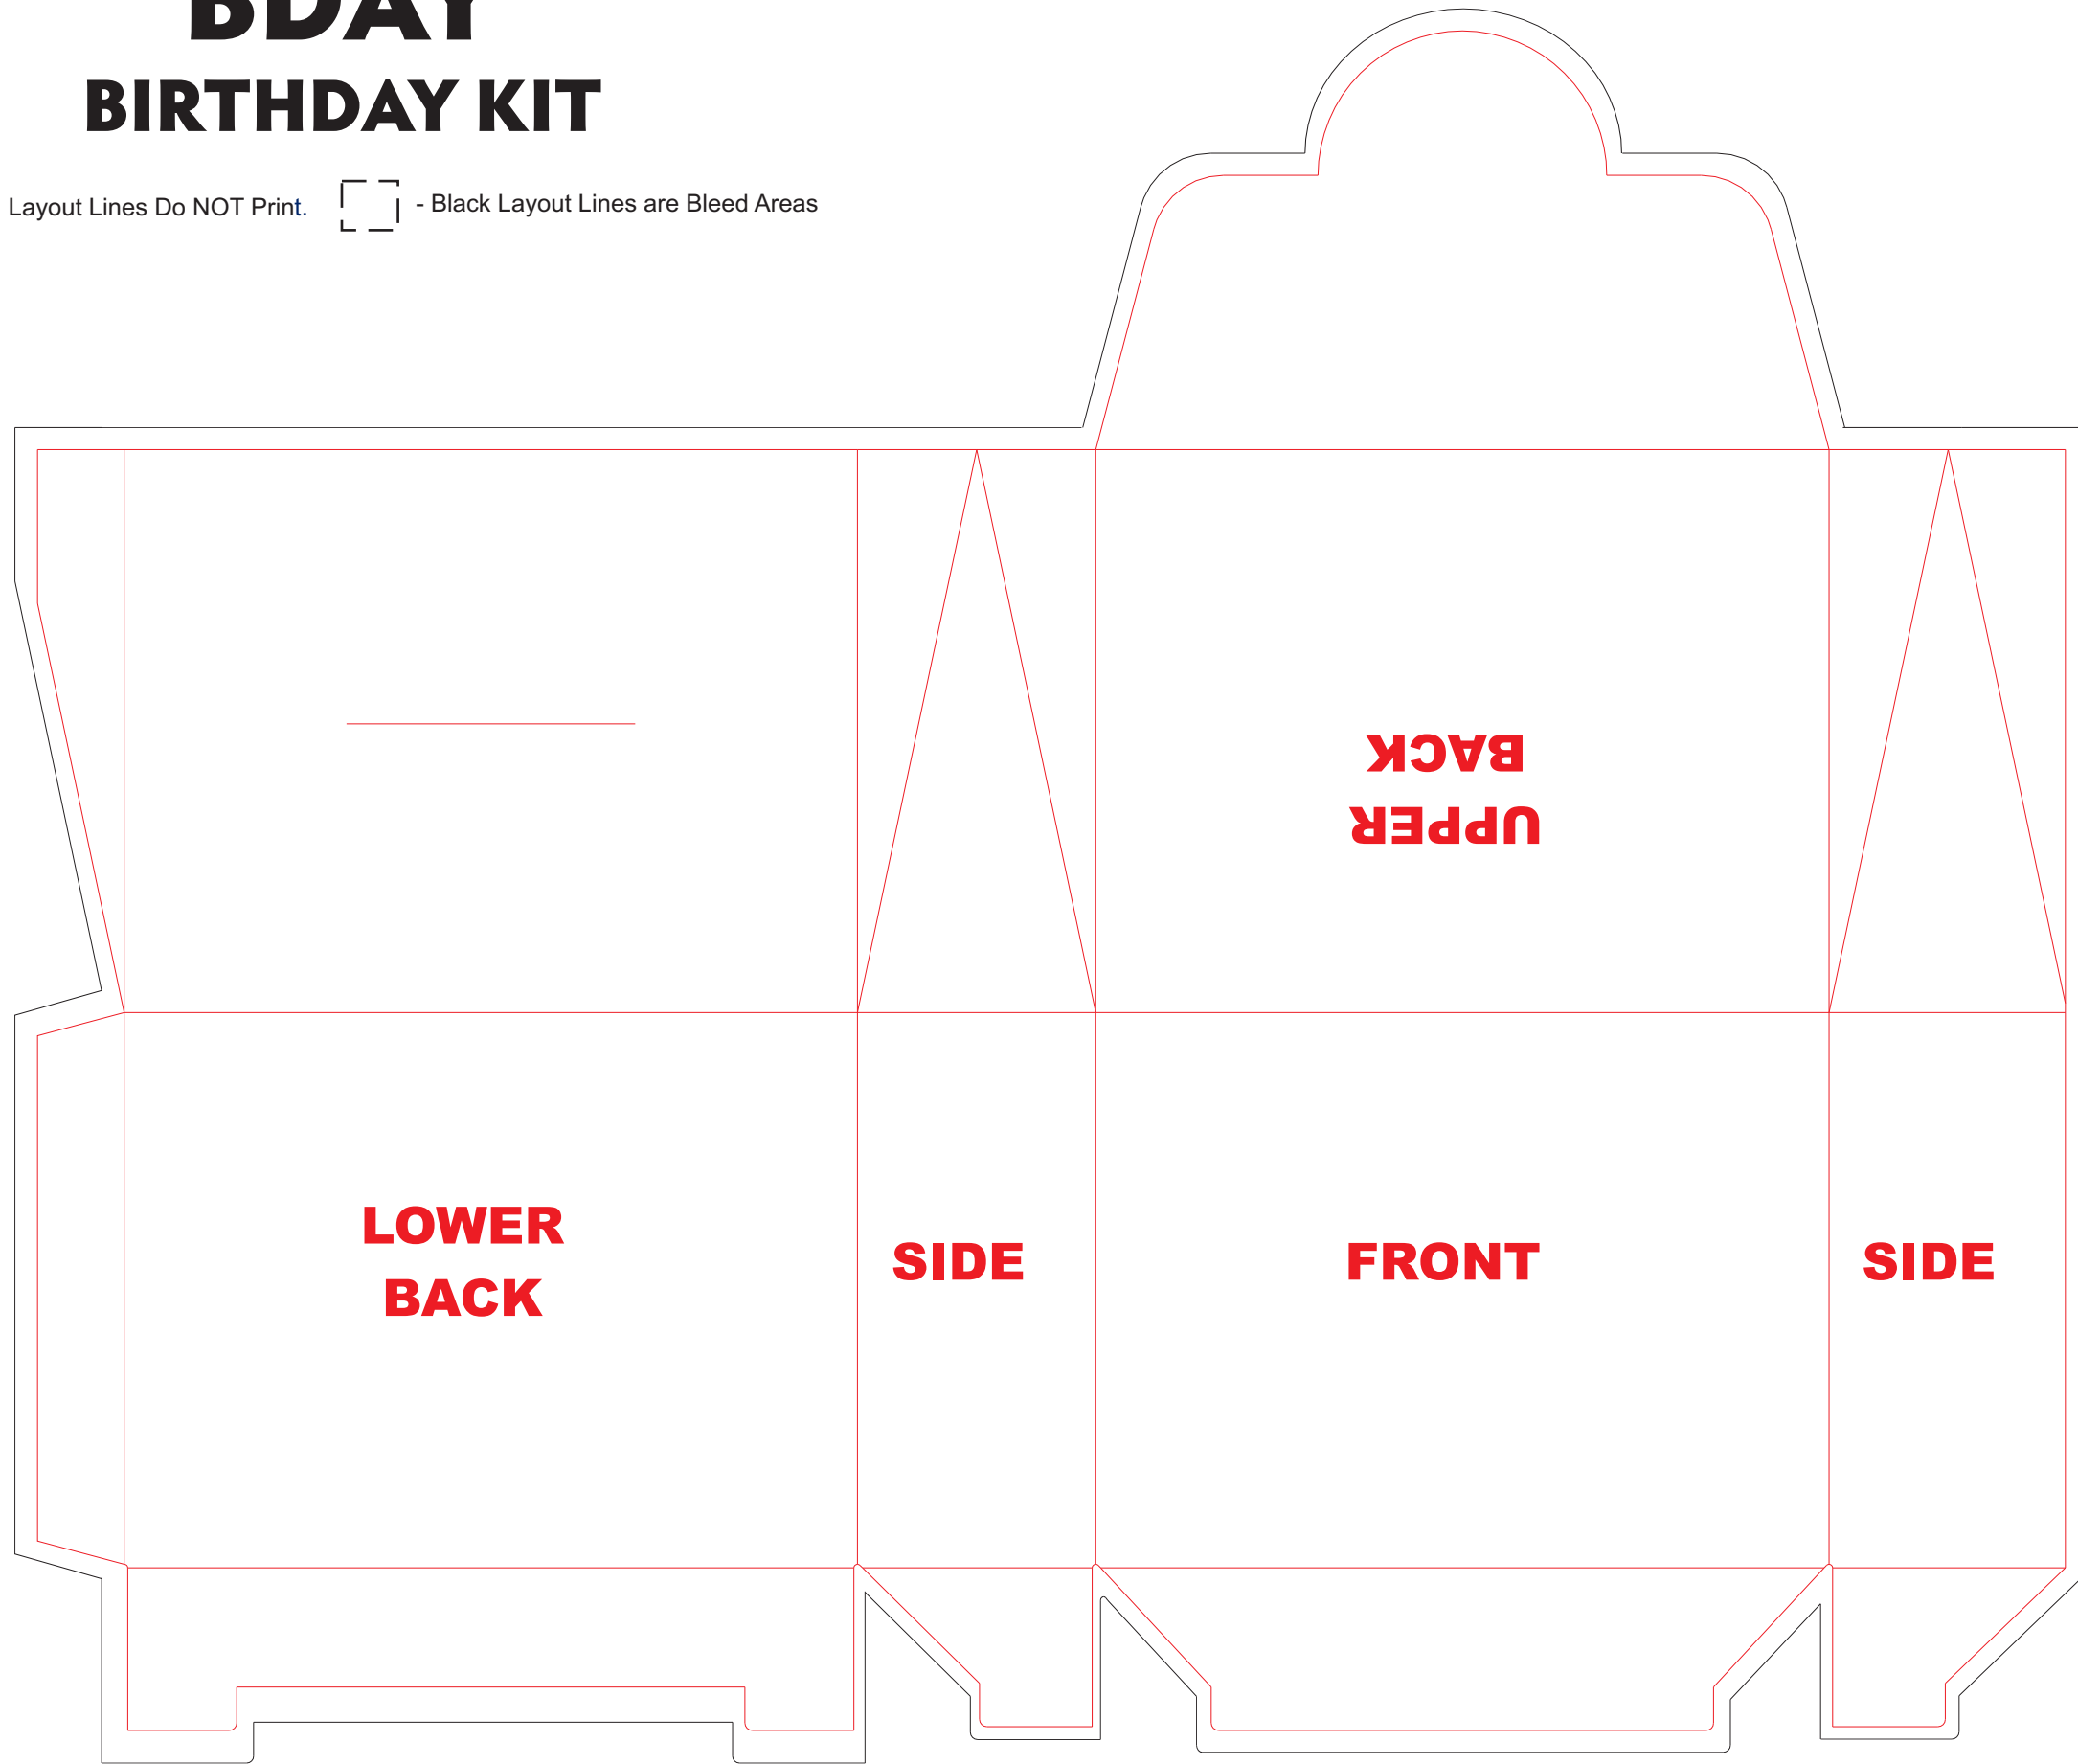 BDAY
BIRTHDAY KIT
Layout Lines Do NOT Print.
- Black Layout Lines are Bleed Areas
UPPER
BACK
LOWER
BACK
SIDE
FRONT
SIDE